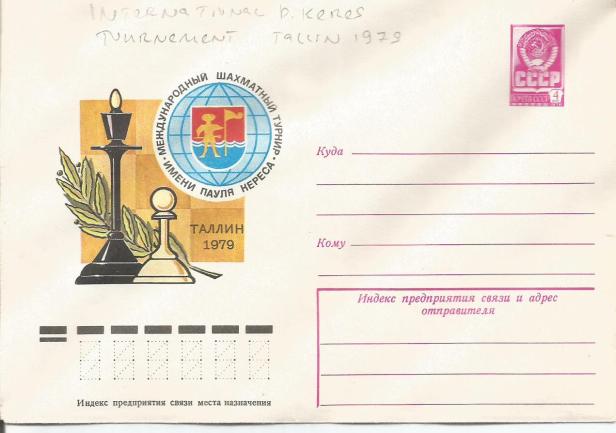 INTERNATIONAL P. KERES
TOURNEMENT TALLIN 1979
СССР
4
МЕЖДУНАРОДНЫЙ ШАХМАТНЫЙ ТУРНИР
ИМЕНИ ПАУЛЯ КЕРЕСА
ТАЛЛИН
1979
Куда
Кому
Индекс предприятия связи и адрес
отправителя
Индекс предприятия связи места назначения